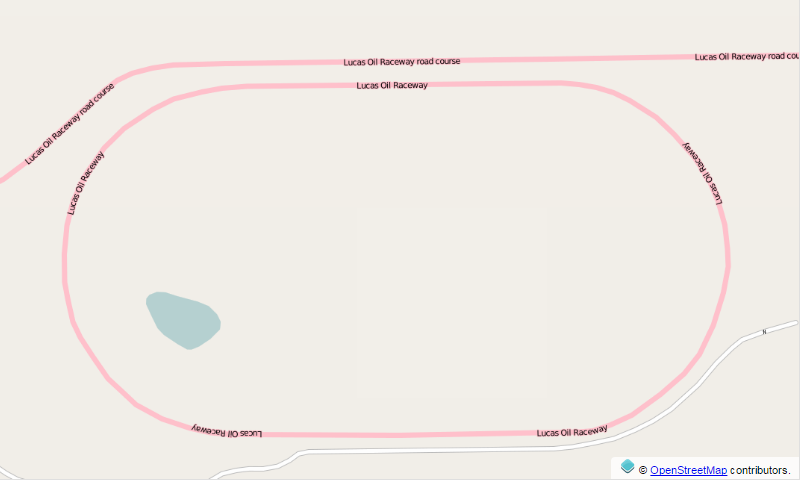 Lucas Oil Raceway road course
Lucas Oil Raceway road cou
Lucas Oil Raceway
Lucas Oil Raceway road course
Lucas Oil Raceway
Lucas Oil Raceway
N
Lucas Oil Raceway
Lucas Oil Raceway
© OpenStreetMap contributors.